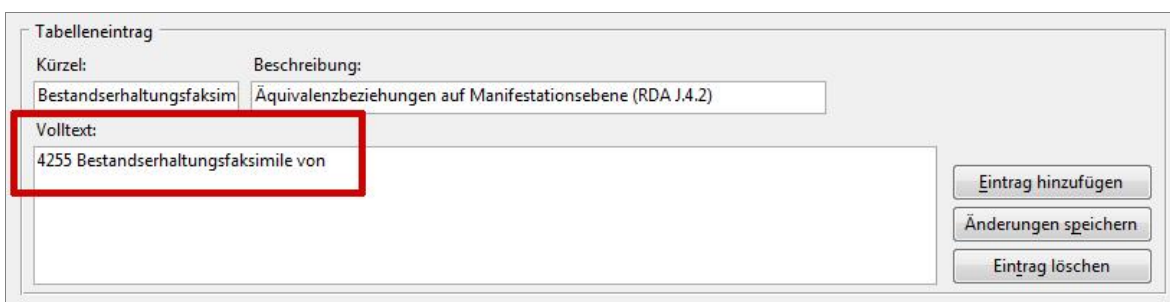 Tabelleneintrag
Kürzel: Beschreibung:
Bestandserhaltungsfaksim Äquivalenzbeziehungen auf Manifestationsebene (RDA J.4.2)
Volltext:
4255 Bestandserhaltungsfaksimile von
Eintrag hinzufügen
Änderungen speichern
Eintrag löschen